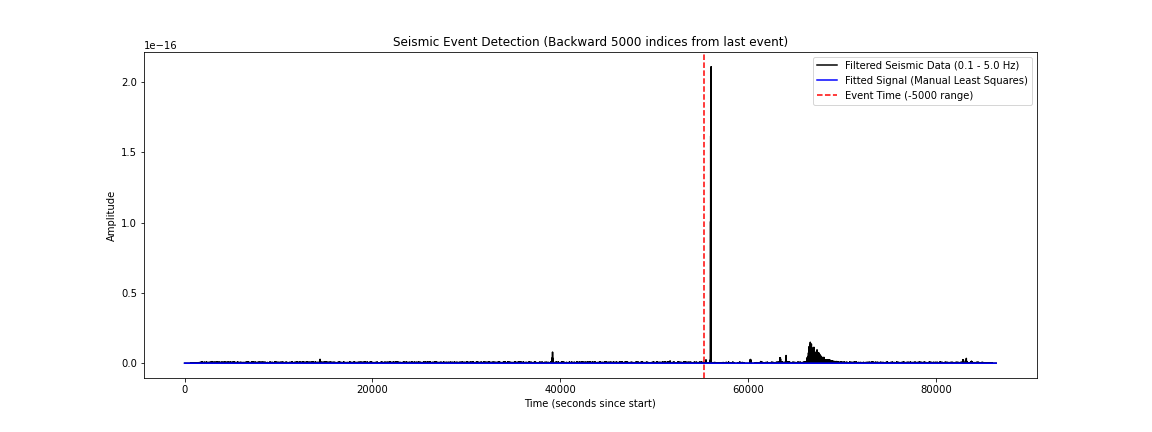 Seismic Event Detection (Backward 5000 indices from last event)
1e−16
2.0
1.5
1.0
0.5
0.0
Amplitude
Filtered Seismic Data (0.1 - 5.0 Hz)
Fitted Signal (Manual Least Squares)
Event Time (-5000 range)
0 20000 40000 60000 80000
Time (seconds since start)